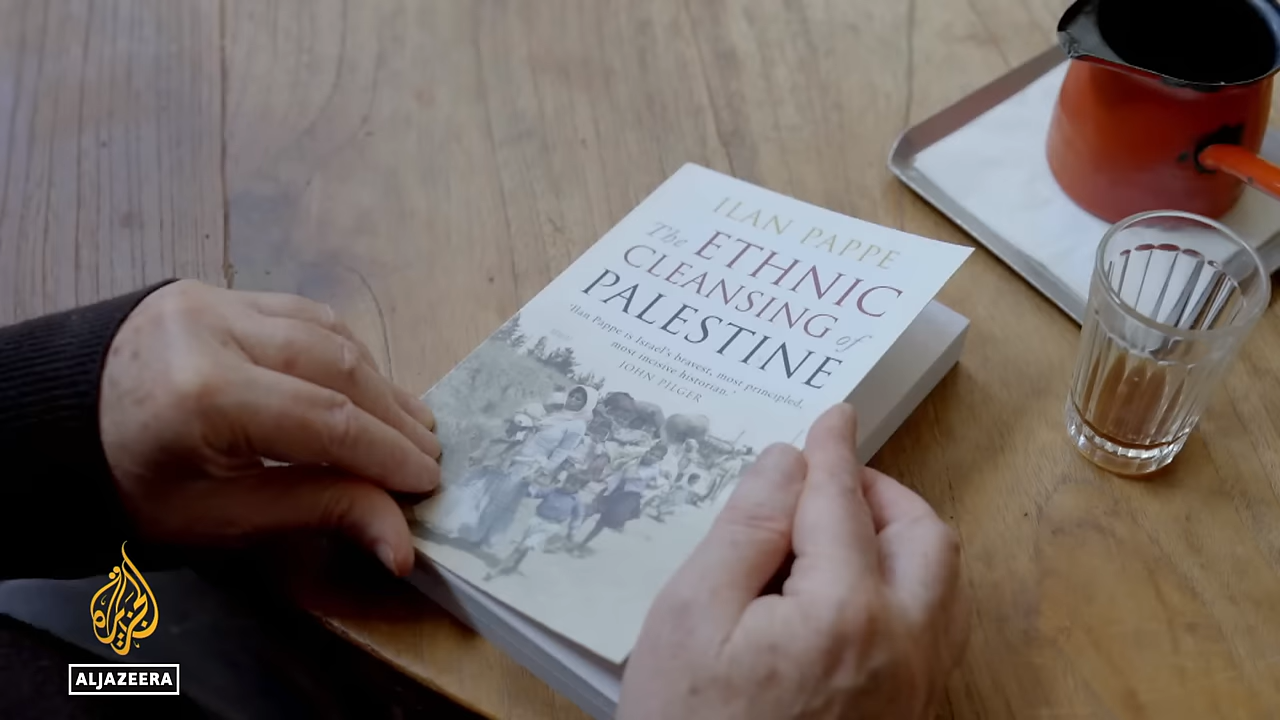 ILAN PAPPE
The ETHNIC
CLEANSING of
PALESTINE
'Ilan Pappe is Israel's bravest, most principled,
most incisive historian.'
JOHN PILGER
الجزيرة
ALJAZEERA